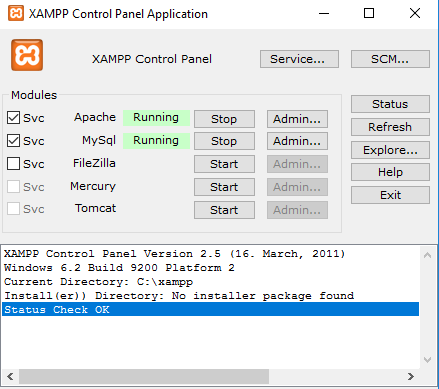 XAMPP Control Panel Application
XAMPP Control Panel Service... SCM...
Modules
Svc Apache Running Stop Admin...
Svc MySql Running Stop Admin...
Svc FileZilla Start Admin...
Svc Mercury Start Admin...
Svc Tomcat Start Admin...
Status
Refresh
Explore...
Help
Exit
XAMPP Control Panel Version 2.5 (16. March, 2011)
Windows 6.2 Build 9200 Platform 2
Current Directory: C:\xampp
Install(er)) Directory: No installer package found
Status Check OK